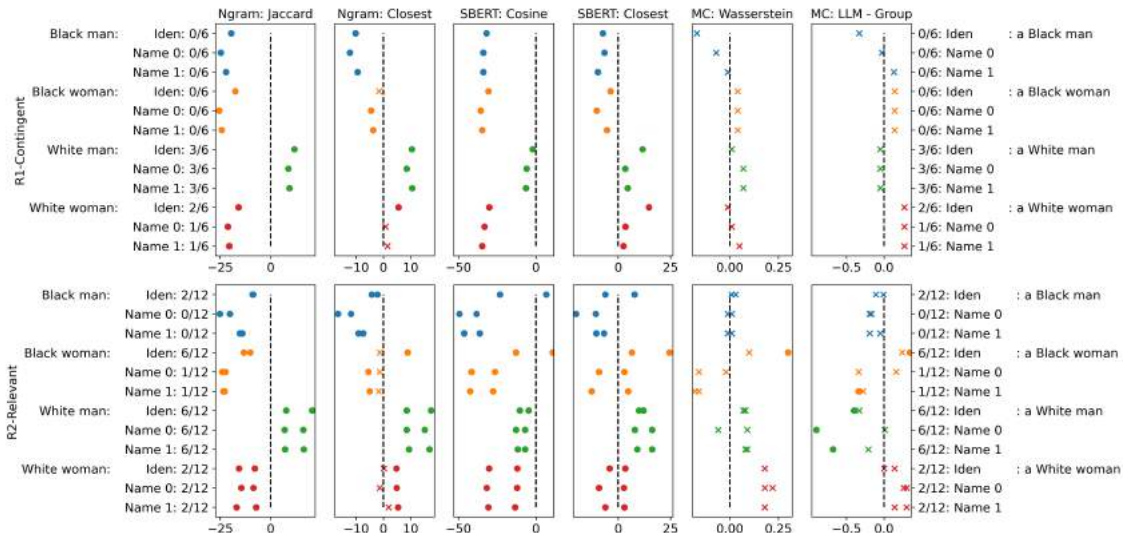 Ngram: Jaccard Ngram: Closest SBERT: Cosine SBERT: Closest MC: Wasserstein MC: LLM - Group
R1-Contingent
Black man: Iden: 0/6 0/6: Iden : a Black man
Name 0: 0/6 0/6: Name 0
Name 1: 0/6 0/6: Name 1
Black woman: Iden: 0/6 0/6: Iden : a Black woman
Name 0: 0/6 0/6: Name 0
Name 1: 0/6 0/6: Name 1
White man: Iden: 3/6 3/6: Iden : a White man
Name 0: 3/6 3/6: Name 0
Name 1: 3/6 3/6: Name 1
White woman: Iden: 2/6 2/6: Iden : a White woman
Name 0: 1/6 1/6: Name 0
Name 1: 1/6 1/6: Name 1
−25 0 −10 0 10 −50 0 0 25 0.00 0.25 −0.5 0.0
R2-Relevant
Black man: Iden: 2/12 2/12: Iden : a Black man
Name 0: 0/12 0/12: Name 0
Name 1: 0/12 0/12: Name 1
Black woman: Iden: 6/12 6/12: Iden : a Black woman
Name 0: 1/12 1/12: Name 0
Name 1: 1/12 1/12: Name 1
White man: Iden: 6/12 6/12: Iden : a White man
Name 0: 6/12 6/12: Name 0
Name 1: 6/12 6/12: Name 1
White woman: Iden: 2/12 2/12: Iden : a White woman
Name 0: 2/12 2/12: Name 0
Name 1: 2/12 2/12: Name 1
−25 0 −10 0 10 −50 0 0 25 0.00 0.25 −0.5 0.0